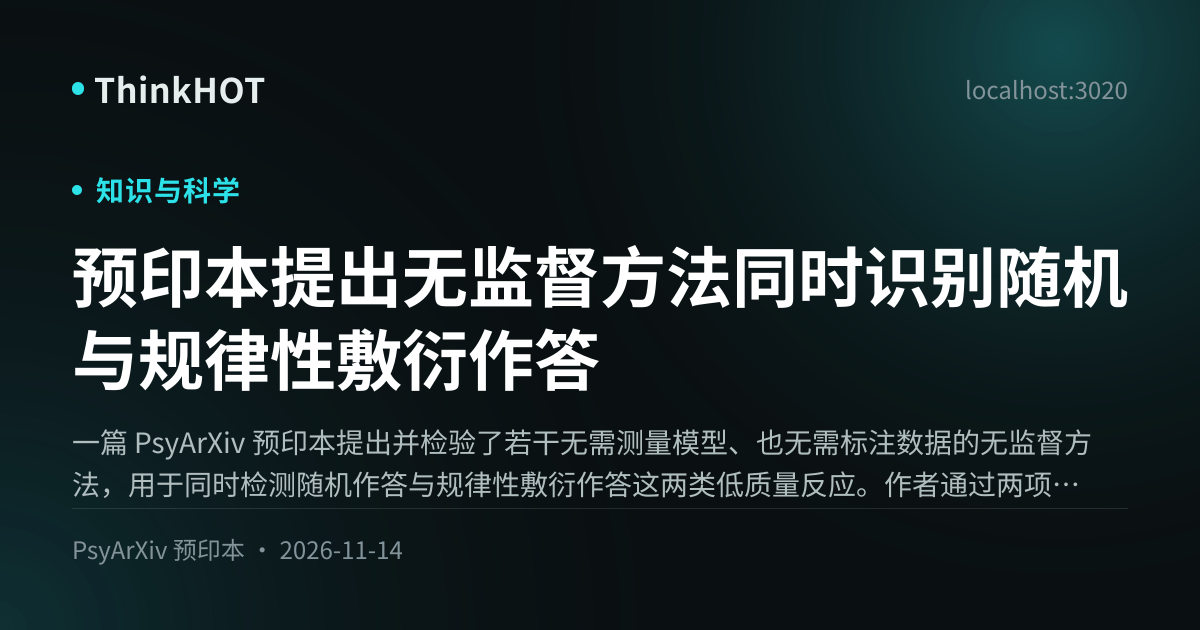 ThinkHOT
localhost:3020
知识与科学
预印本提出无监督方法同时识别随机
与规律性敷衍作答
一篇 PsyArXiv 预印本提出并检验了若干无需测量模型、也无需标注数据的无监督方
法，用于同时检测随机作答与规律性敷衍作答这两类低质量反应。作者通过两项…
PsyArXiv 预印本 • 2026-11-14